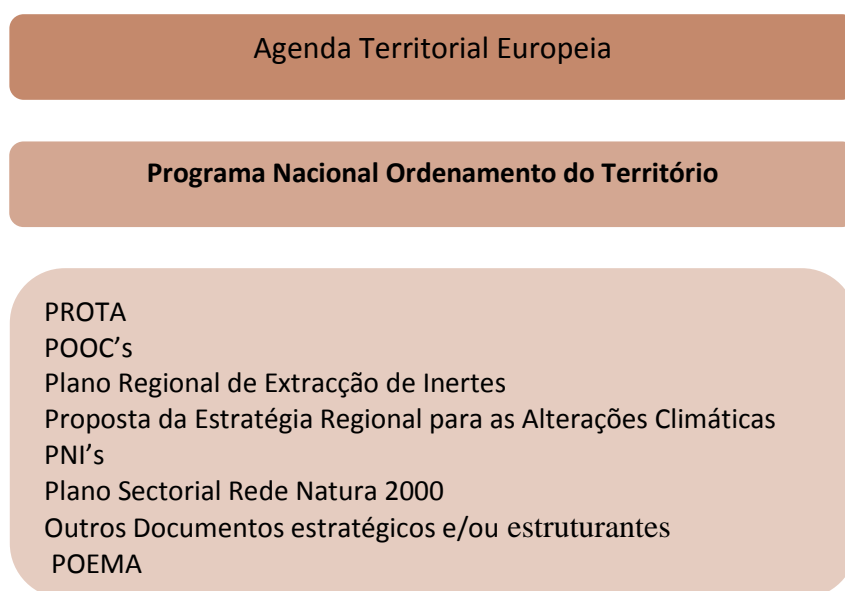 Agenda Territorial Europeia
Programa Nacional Ordenamento do Território
PROTA
POOC’s
Plano Regional de Extracção de Inertes
Proposta da Estratégia Regional para as Alterações Climáticas
PNI’s
Plano Sectorial Rede Natura 2000
Outros Documentos estratégicos e/ou estruturantes
POEMA